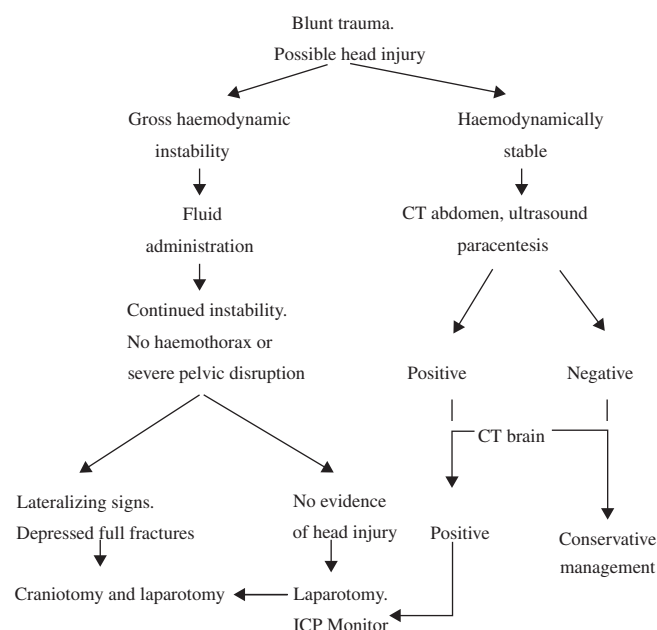 Blunt trauma.
Possible head injury
Gross haemodynamic
instability
Haemodynamically
stable
Fluid
administration
CT abdomen, ultrasound
paracentesis
Continued instability.
No haemothorax or
severe pelvic disruption
Positive
Negative
CT brain
Lateralizing signs.
Depressed full fractures
No evidence
of head injury
Positive
Conservative
management
Craniotomy and laparotomy
Laparotomy.
ICP Monitor